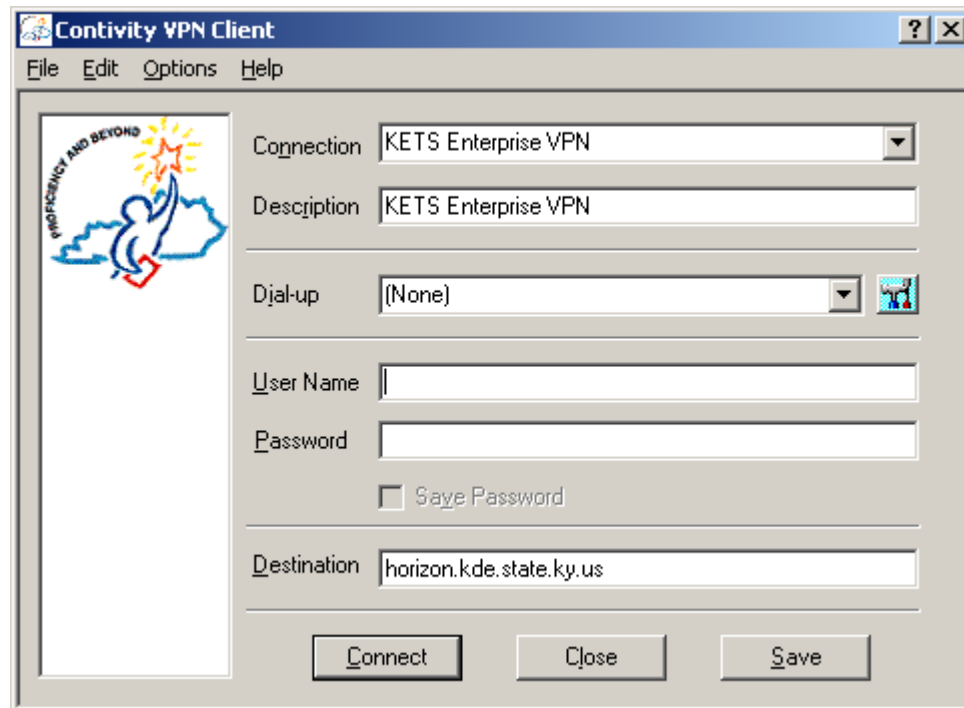 Contivity VPN Client
File Edit Options Help
PROFICIENCY AND BEYOND
Connection KETS Enterprise VPN
Description KETS Enterprise VPN
Dial-up (None)
User Name
Password
Save Password
Destination horizon.kde.state.ky.us
Connect Close Save